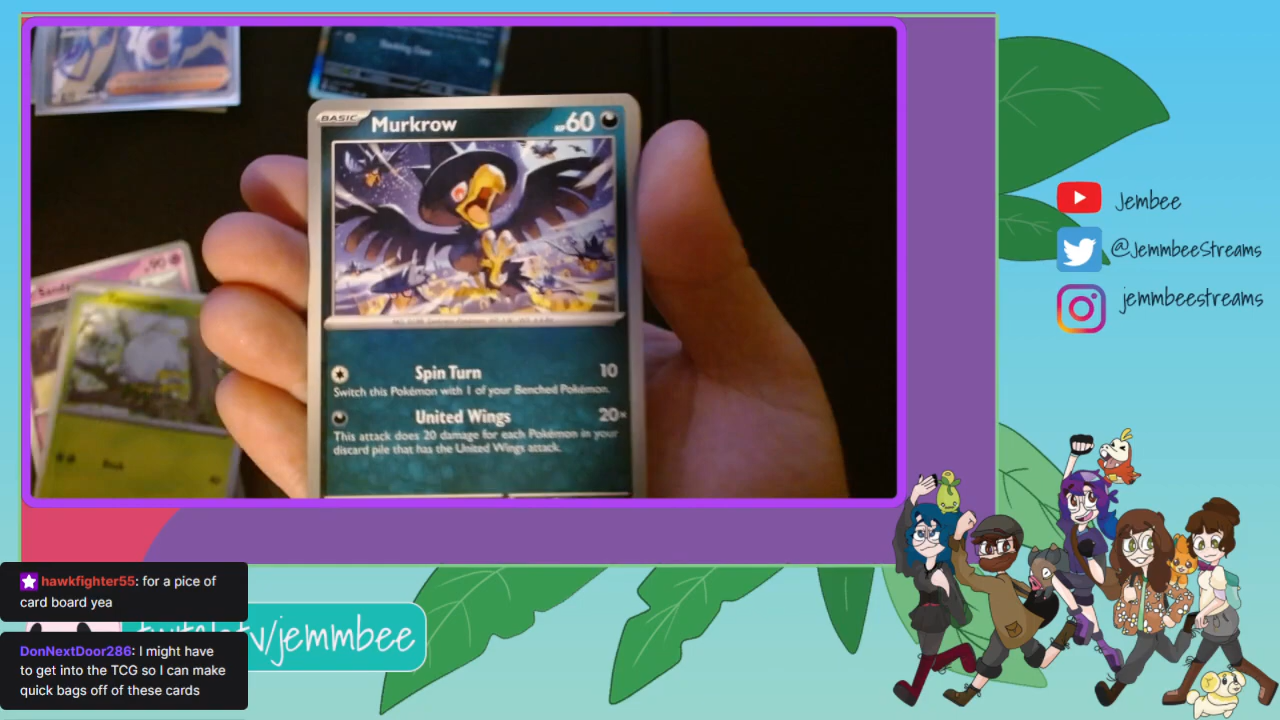 BASIC Murkrow HP60
Spin Turn 10
Switch this Pokémon with 1 of your Benched Pokémon.
United Wings 20×
This attack does 20 damage for each Pokémon in your
discard pile that has the United Wings attack.
90
Jembee
@JemmbeeStreams
jemmbeestreams
hawkfighter55: for a pice of
card board yea
twitch.tv/jemmbee
DonNextDoor286: I might have
to get into the TCG so I can make
quick bags off of these cards